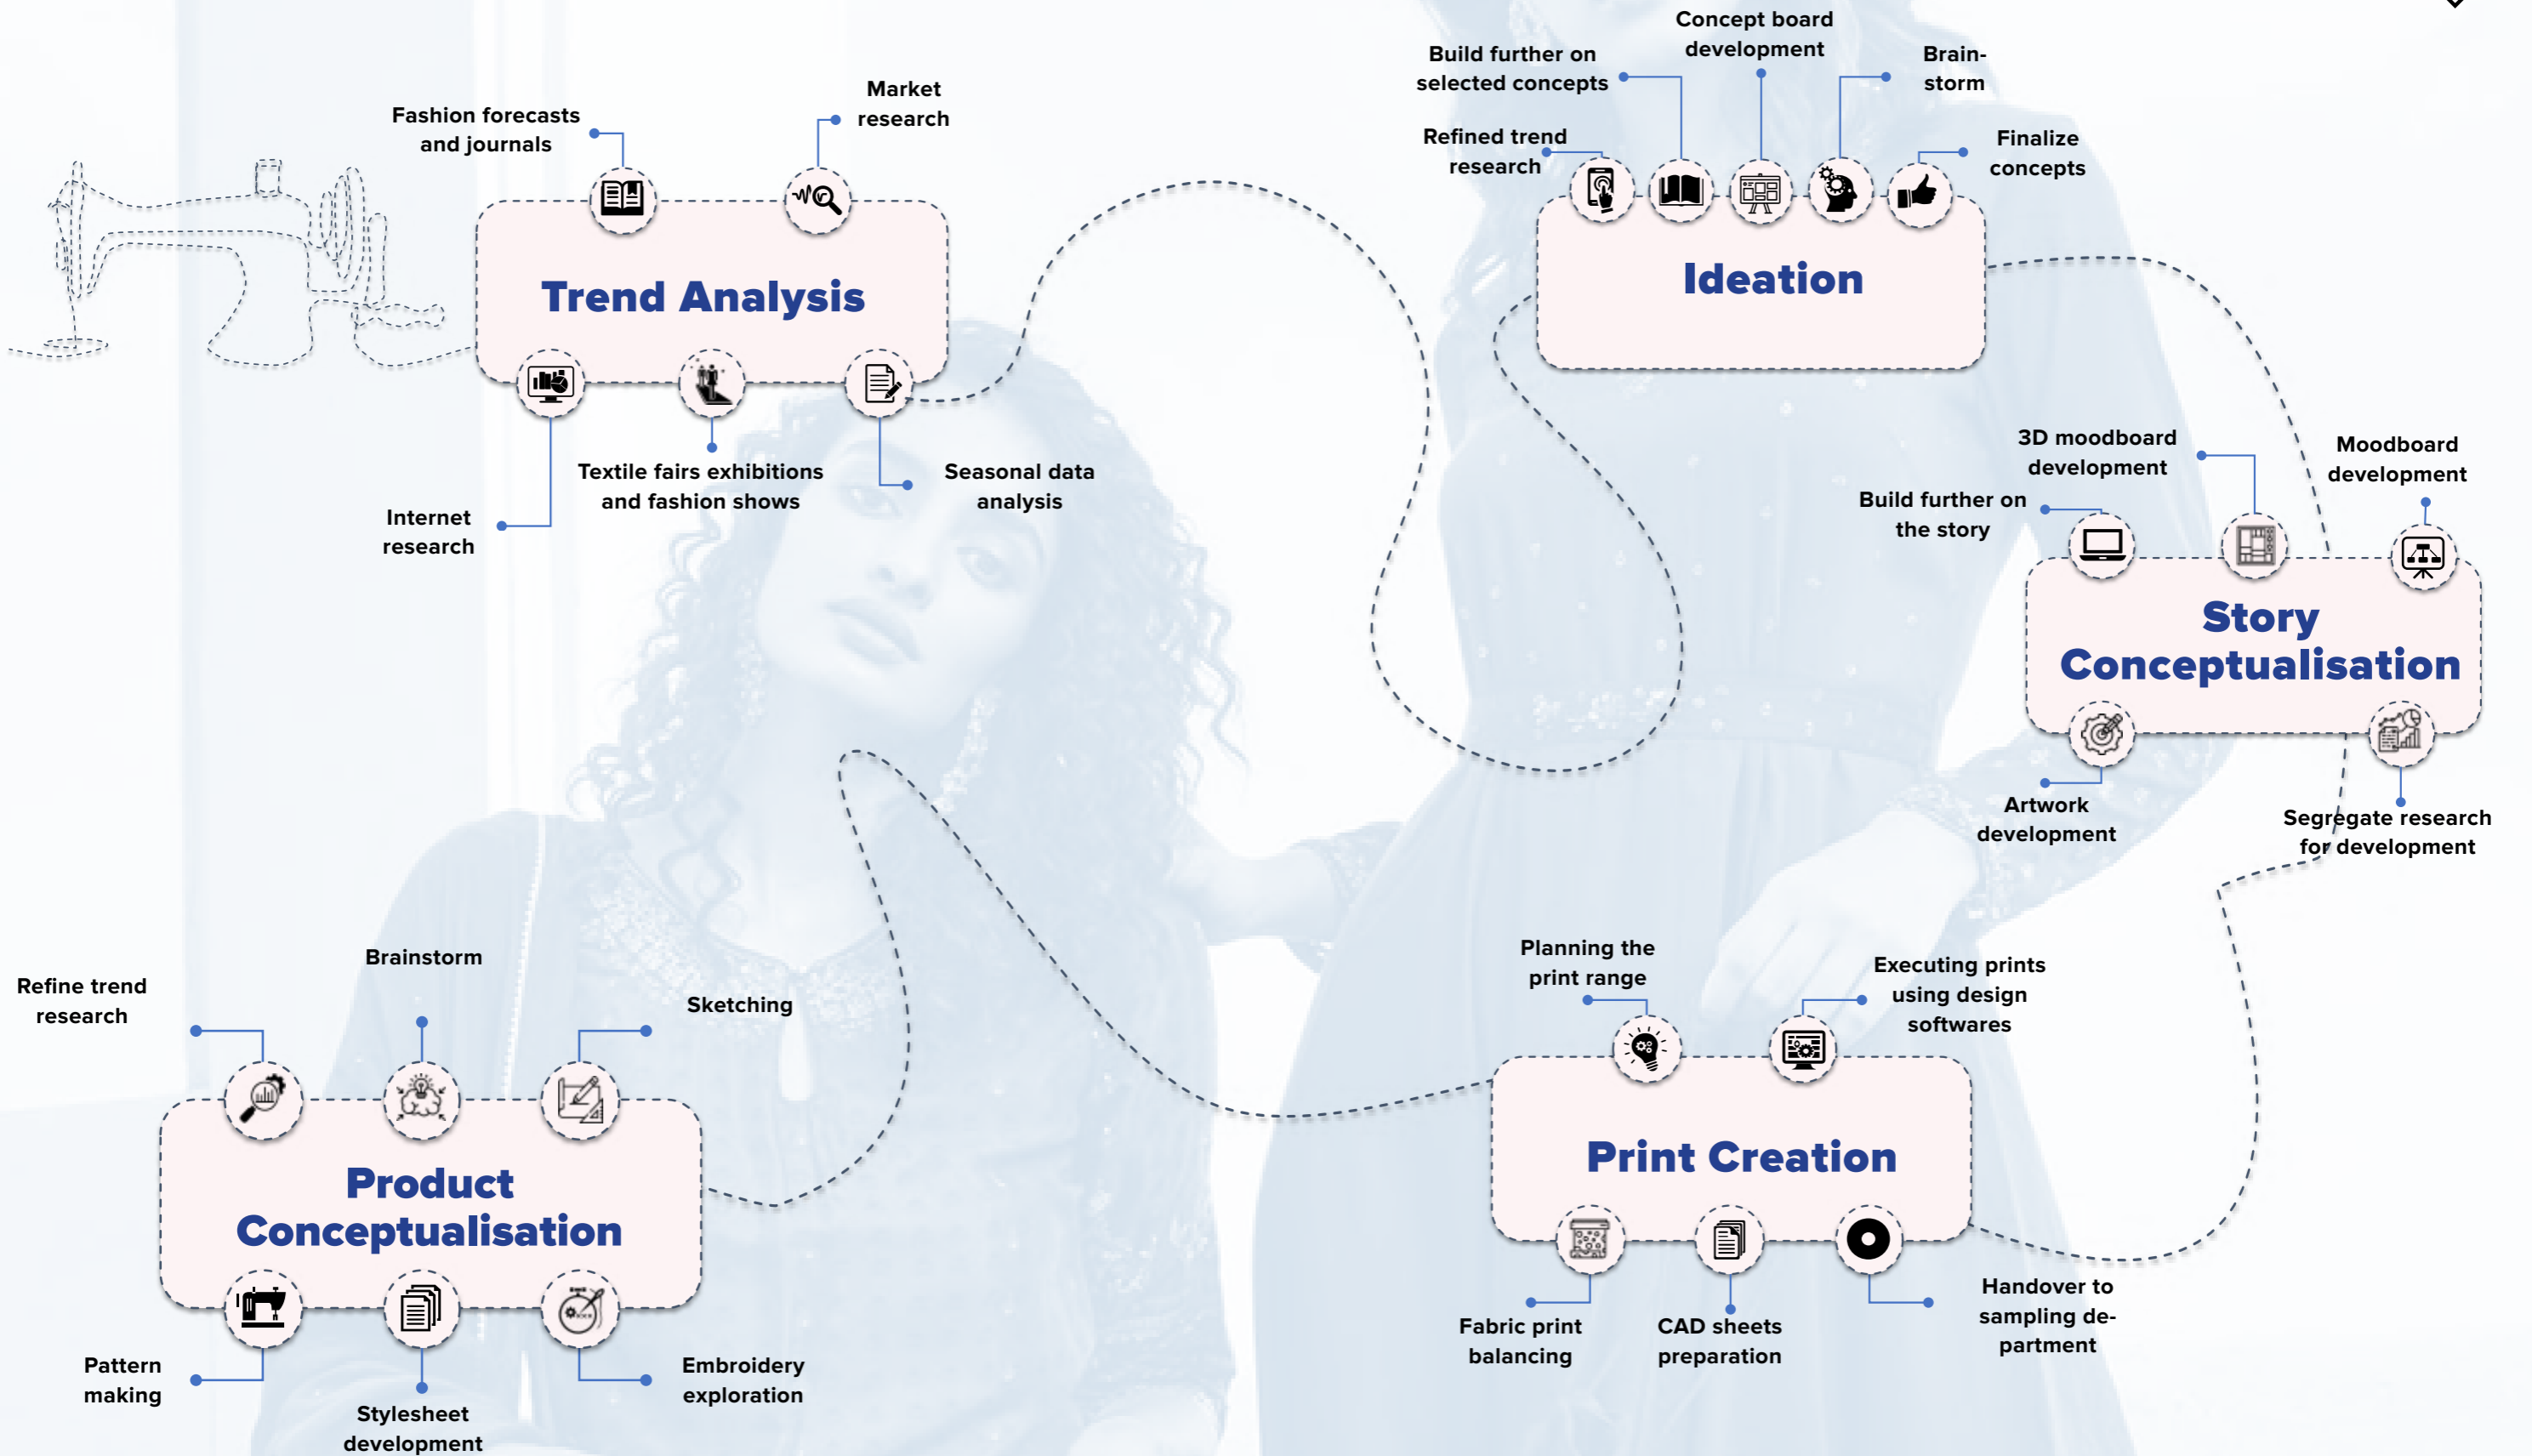 Fashion forecasts
and journals
Market
research
Trend Analysis
Internet
research
Textile fairs exhibitions
and fashion shows
Seasonal data
analysis
Refined trend
research
Build further on
selected concepts
Concept board
development
Brain-
storm
Finalize
concepts
Ideation
Build further on
the story
3D moodboard
development
Moodboard
development
Story
Conceptualisation
Artwork
development
Segregate research
for development
Planning the
print range
Executing prints
using design
softwares
Print Creation
Fabric print
balancing
CAD sheets
preparation
Handover to
sampling de-
partment
Refine trend
research
Brainstorm
Sketching
Product
Conceptualisation
Pattern
making
Stylesheet
development
Embroidery
exploration